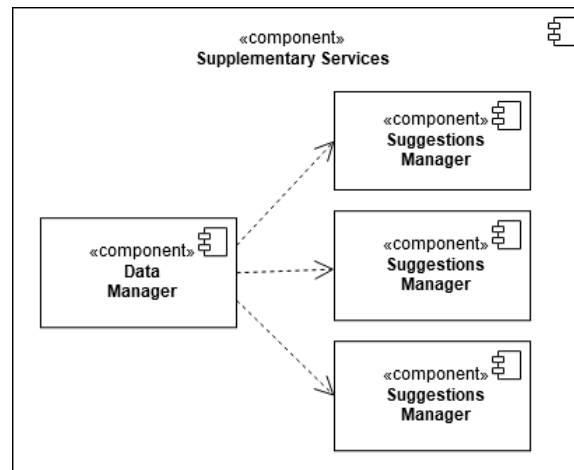 «component»
Supplementary Services
«component»
Suggestions
Manager
«component»
Data
Manager
«component»
Suggestions
Manager
«component»
Suggestions
Manager